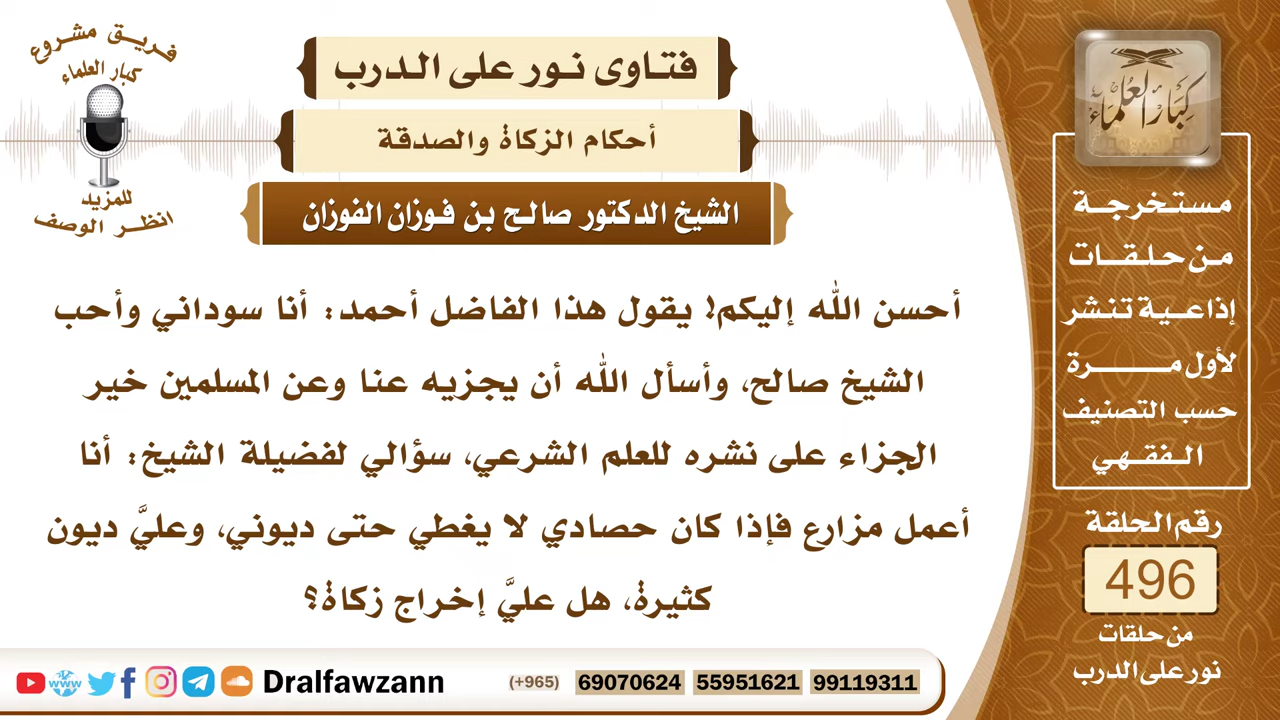 فريق مشروع
كبار العلماء
للمزيد
انظر الوصف
فتاوى نور على الدرب
أحكام الزكاة والصدقة
الشيخ الدكتور صالح بن فوزان الفوزان
أحسن الله إليكم! يقول هذا الفاضل أحمد: أنا سوداني وأحب
الشيخ صالح، وأسأل الله أن يجزيه عنا وعن المسلمين خير
الجزاء على نشره للعلم الشرعي، سؤالي لفضيلة الشيخ: أنا
أعمل مزارع فإذا كان حصادي لا يغطي حتى ديوني، وعليَّ ديون
كثيرة، هل عليَّ إخراج زكاة؟
كبار العلماء
مستخرجة
من حلقات
إذاعية تنشر
لأول مرة
حسب التصنيف
الفقهي
رقم الحلقة
496
من حلقات
نور على الدرب
www Dralfawzann (+965) 69070624 55951621 99119311